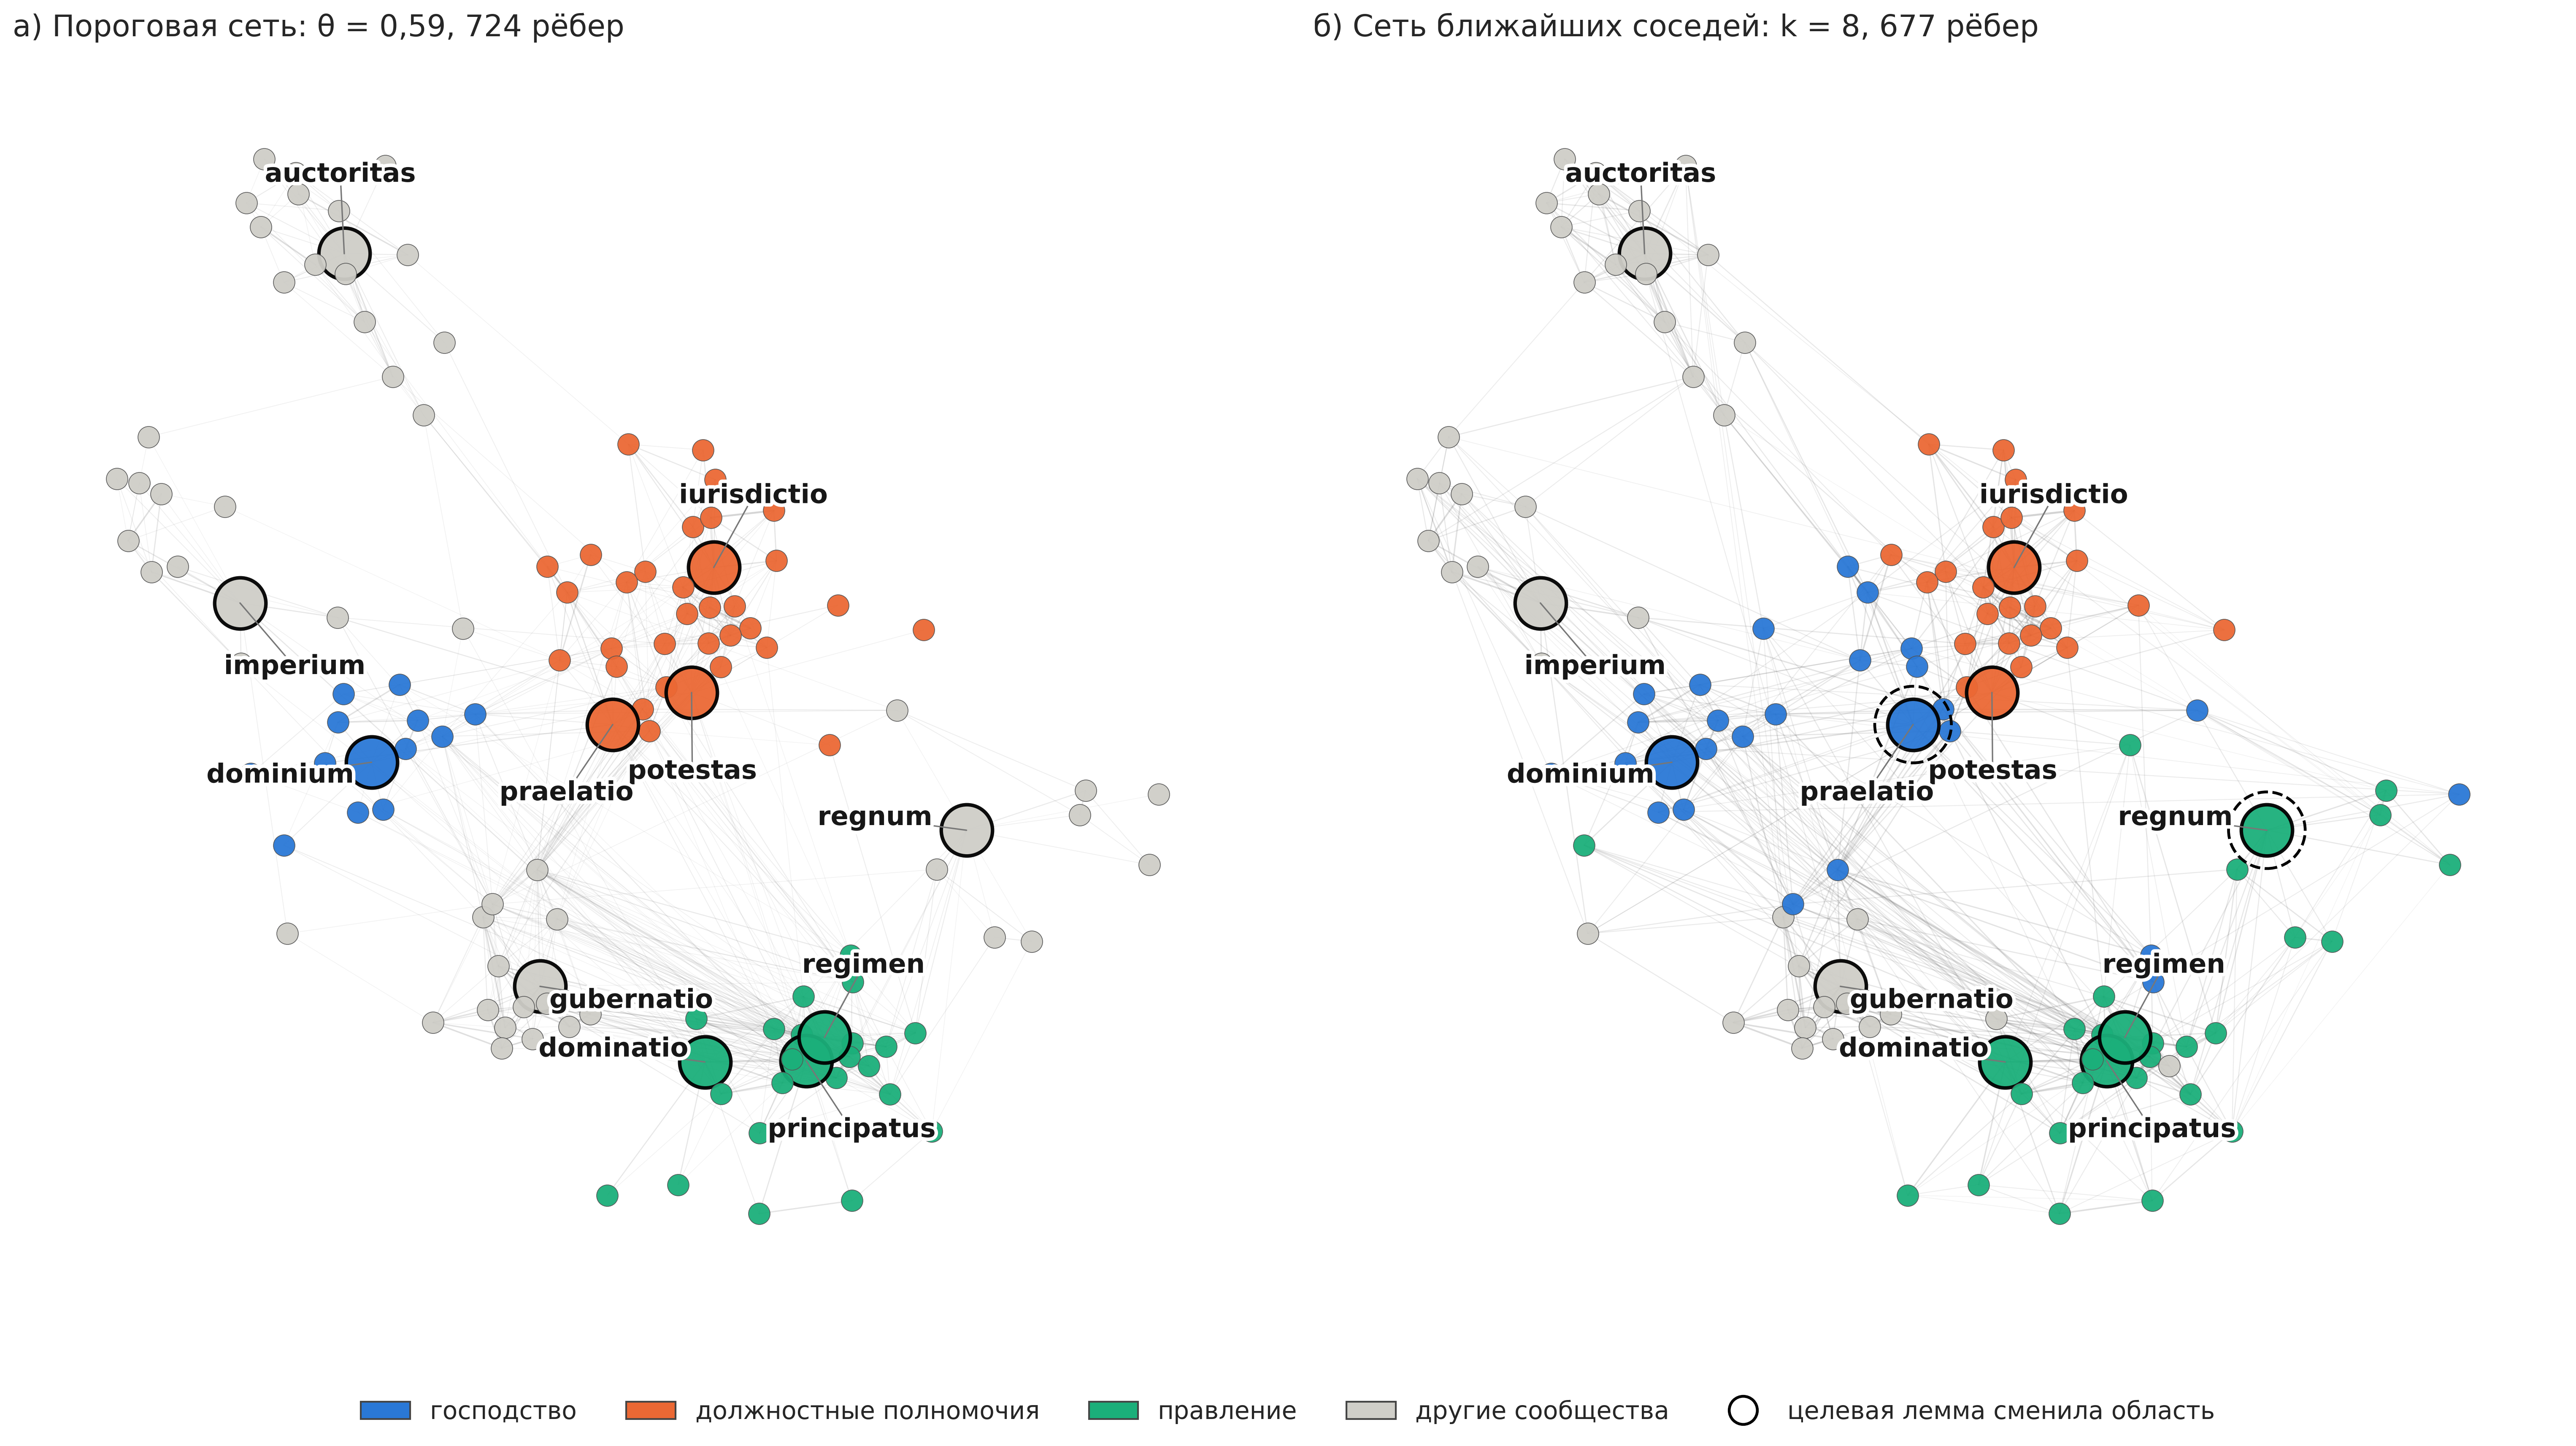 а) Пороговая сеть: θ = 0,59, 724 рёбер
auctoritas
iurisdictio
imperium
dominium
potestas
praelatio
regnum
regimen
gubernatio
dominatio
principatus
б) Сеть ближайших соседей: k = 8, 677 рёбер
auctoritas
iurisdictio
imperium
dominium
potestas
praelatio
regnum
regimen
gubernatio
dominatio
principatus
господство
должностные полномочия
правление
другие сообщества
целевая лемма сменила область